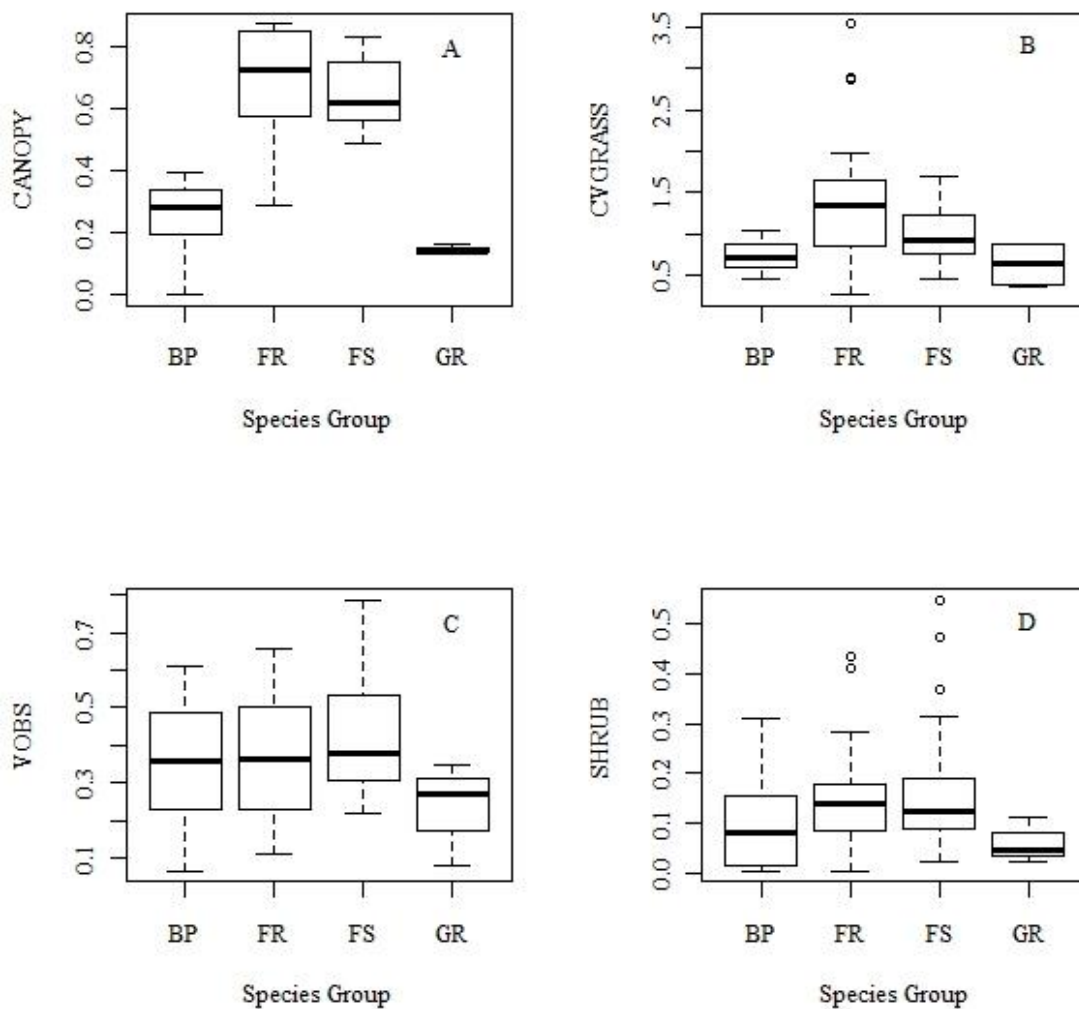 A
CANOPY
0.8
0.6
0.4
0.2
0.0
BP FR FS GR
Species Group
B
CVGRASS
3.5
2.5
1.5
0.5
BP FR FS GR
Species Group
C
VOBS
0.7
0.5
0.3
0.1
BP FR FS GR
Species Group
D
SHRUB
0.5
0.4
0.3
0.2
0.1
0.0
BP FR FS GR
Species Group